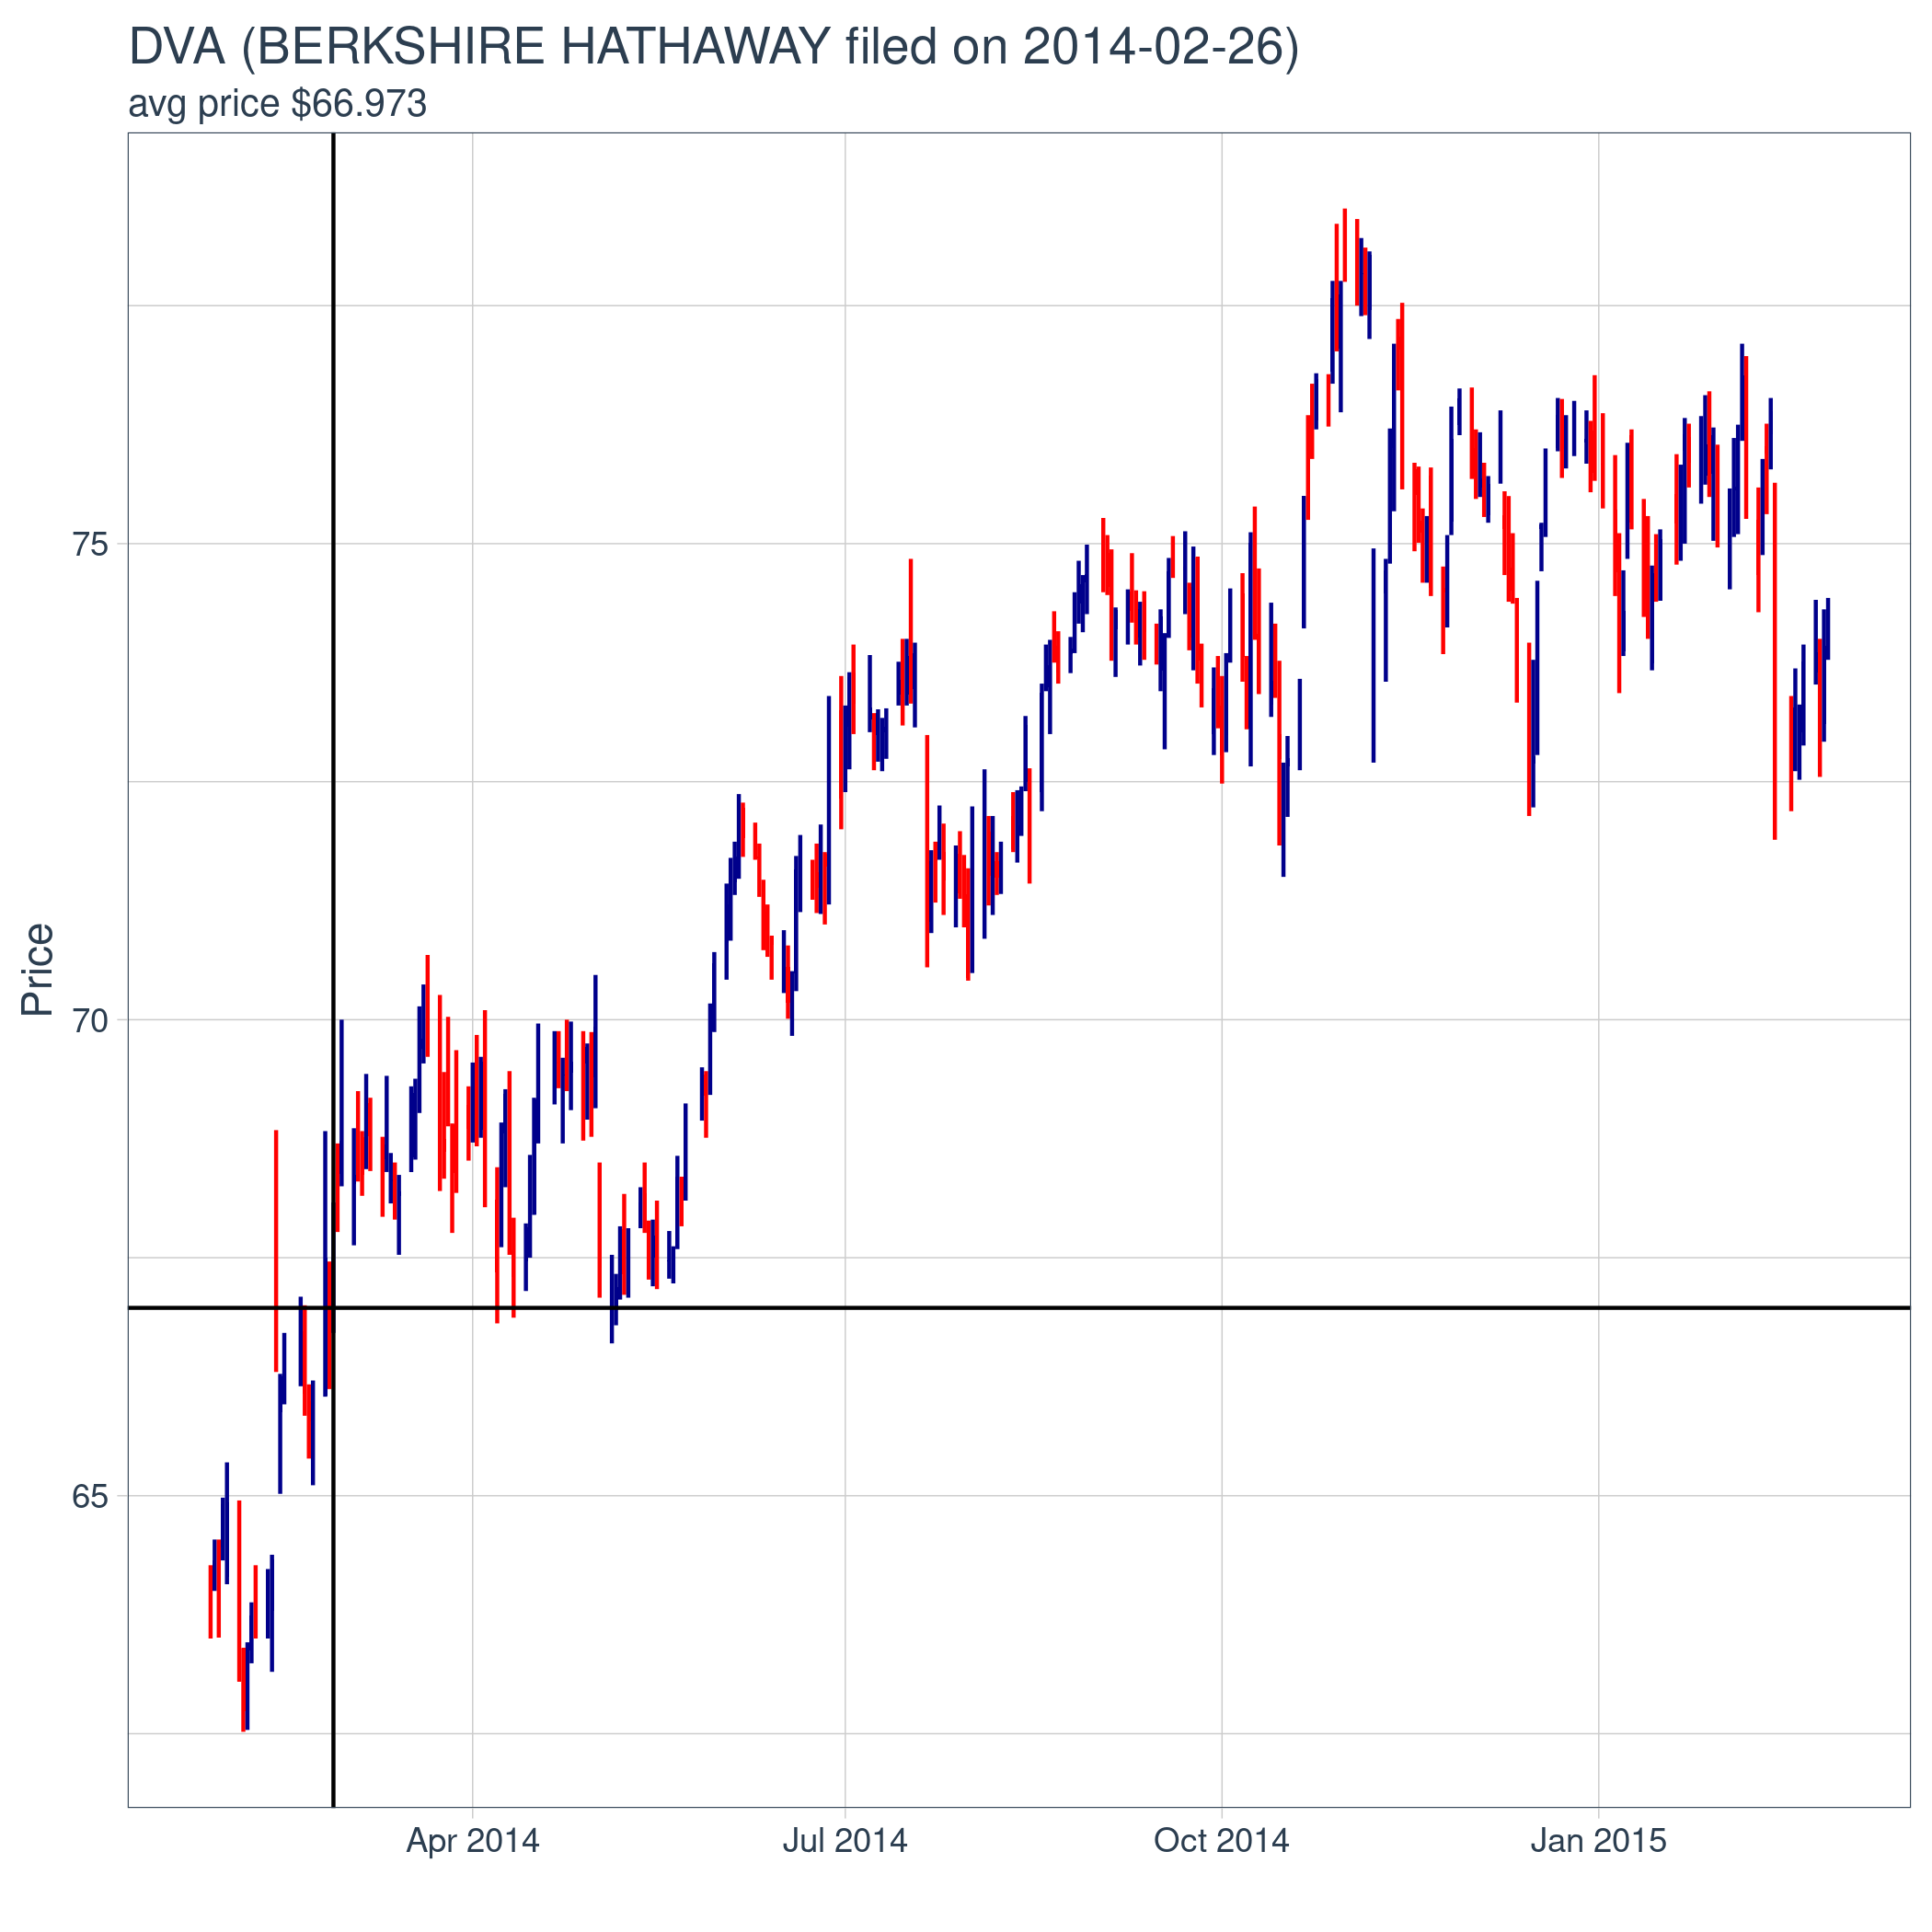 DVA (BERKSHIRE HATHAWAY filed on 2014-02-26)
avg price $66.973
Price
75
70
65
Apr 2014
Jul 2014
Oct 2014
Jan 2015